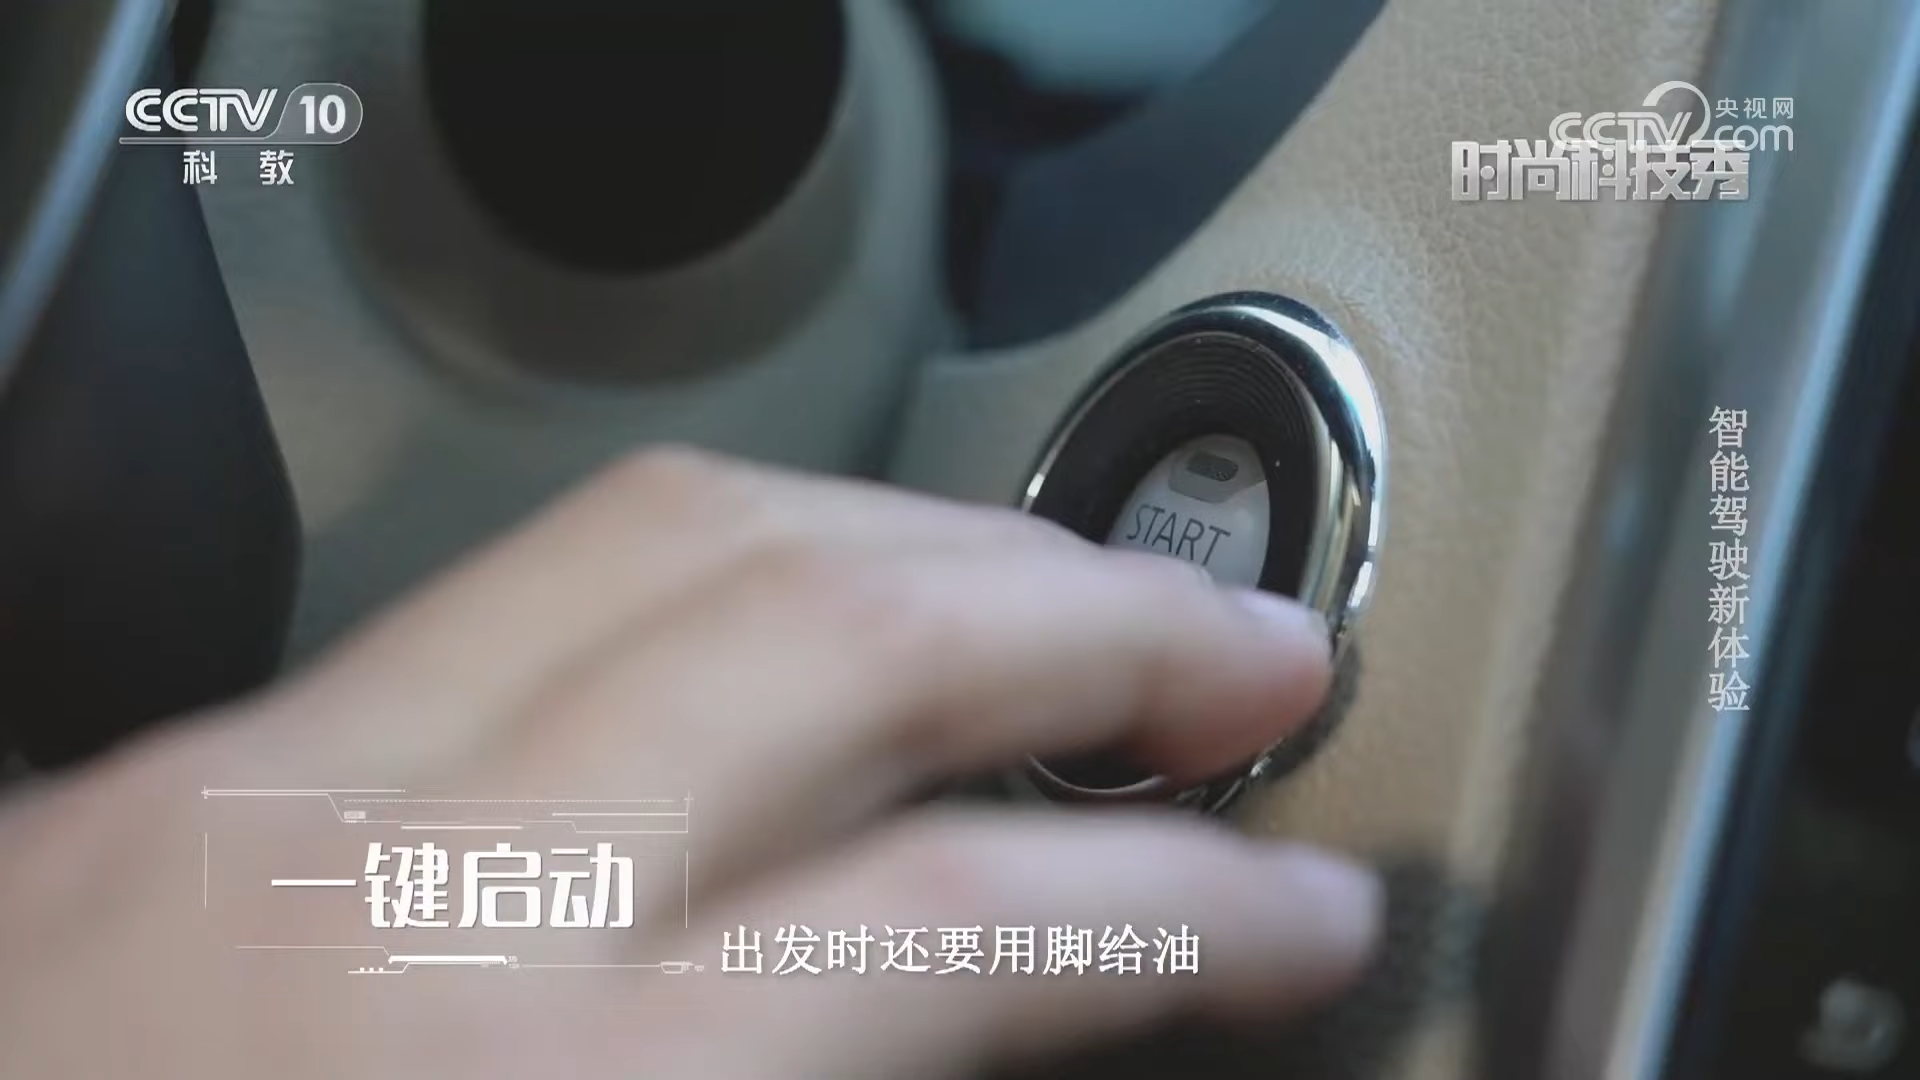 CCTV 10
科 教
央视网
CCTV.com
时尚科技秀
START
智能驾驶新体验
一键启动
出发时还要用脚给油